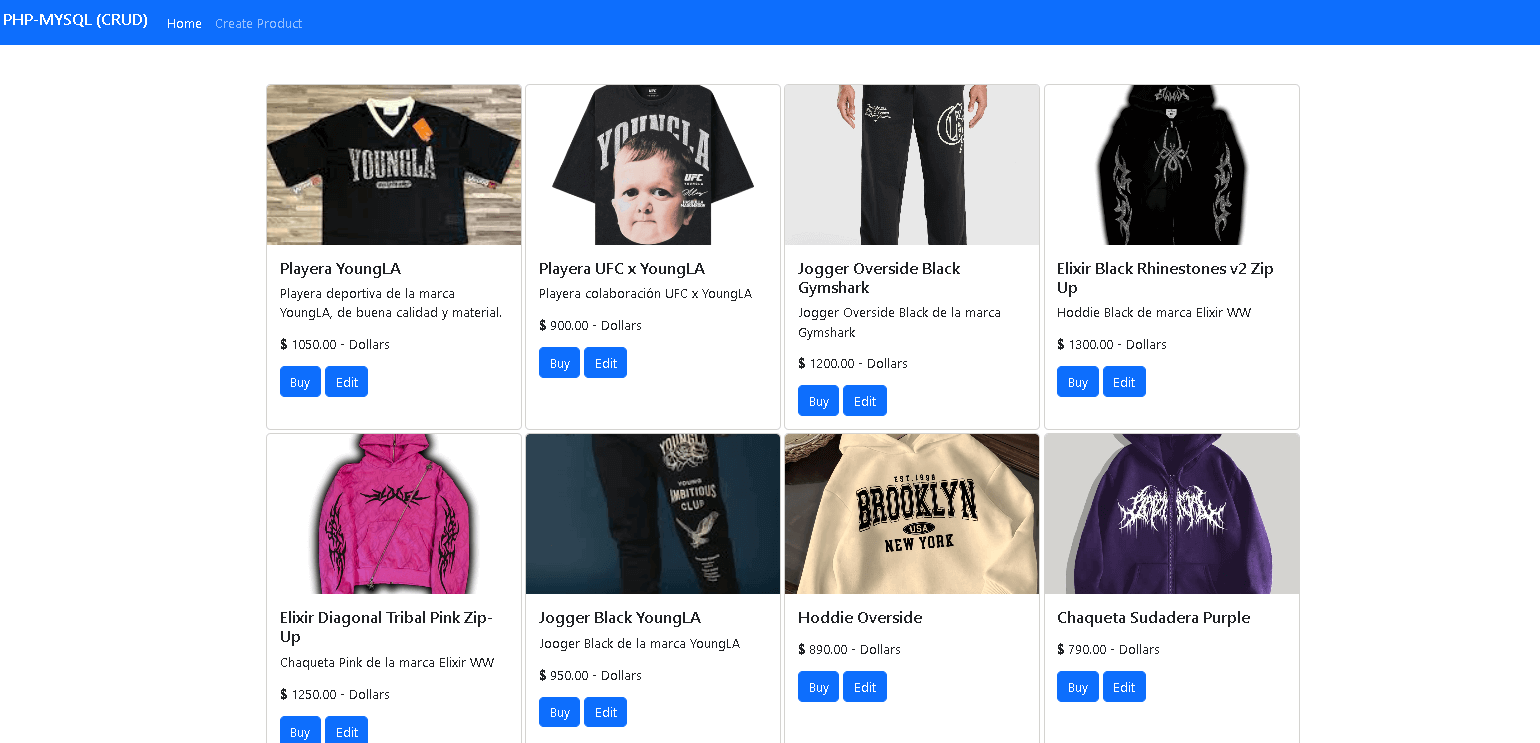 PHP-MYSQL (CRUD) Home Create Product
YOUNGLA
Playera YoungLA
Playera deportiva de la marca
YoungLA, de buena calidad y material.
$ 1050.00 - Dollars
Buy Edit
UFC
YOUNGLA
UFC
YOUNGLA
Playera UFC x YoungLA
Playera colaboración UFC x YoungLA
$ 900.00 - Dollars
Buy Edit
Jogger Overside Black
Gymshark
Jogger Overside Black de la marca
Gymshark
$ 1200.00 - Dollars
Buy Edit
Elixir Black Rhinestones v2 Zip
Up
Hoddie Black de marca Elixir WW
$ 1300.00 - Dollars
Buy Edit
Elixir Diagonal Tribal Pink Zip-
Up
Chaqueta Pink de la marca Elixir WW
$ 1250.00 - Dollars
Buy Edit
YOUNGLA
YOUNG
AMBITIOUS
CLUB
Jogger Black YoungLA
Jooger Black de la marca YoungLA
$ 950.00 - Dollars
Buy Edit
EST.1998
BROOKLYN
USA
NEW YORK
Hoddie Overside
$ 890.00 - Dollars
Buy Edit
Chaqueta Sudadera Purple
$ 790.00 - Dollars
Buy Edit